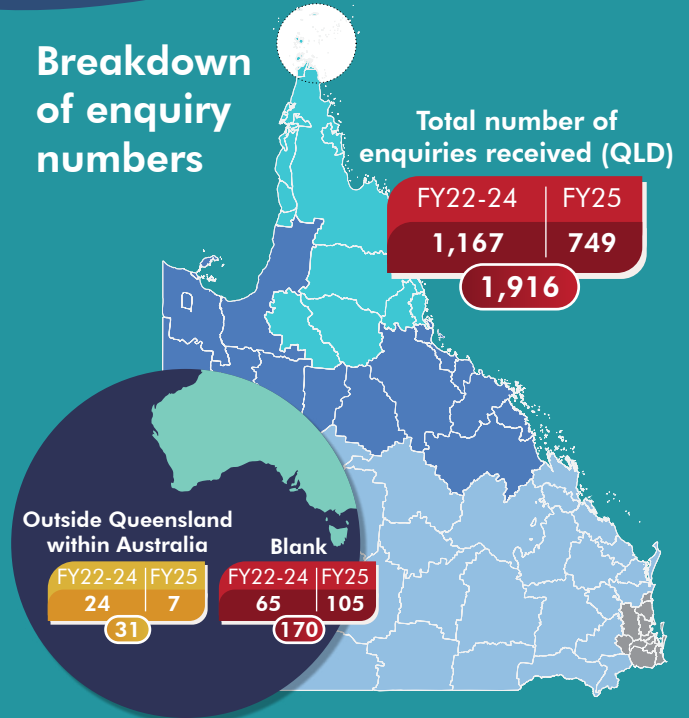 Breakdown
of enquiry
numbers
Total number of
enquiries received (QLD)
FY22-24 FY25
1,167 749
1,916
Outside Queensland
within Australia
FY22-24 FY25
24 7
31
Blank
FY22-24 FY25
65 105
170